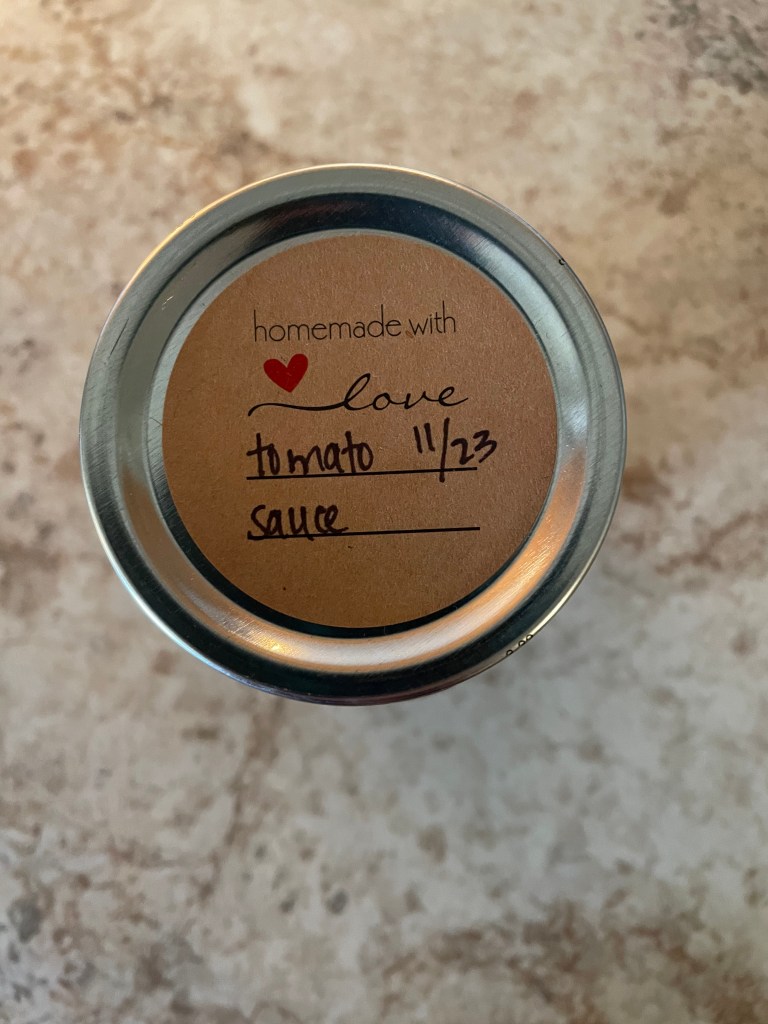 homemade with
love
tomato 11/23
sauce